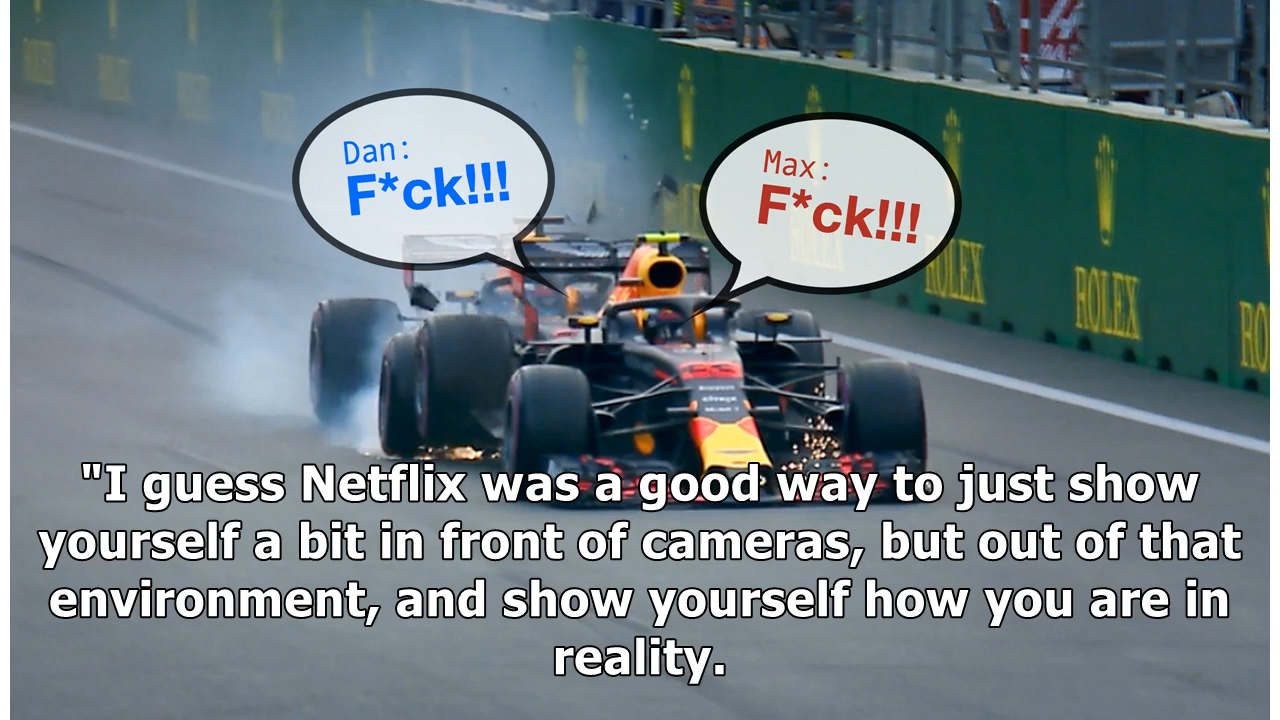 Dan:
F*ck!!!
Max:
F*ck!!!
ROLEX
ROLEX
"I guess Netflix was a good way to just show
yourself a bit in front of cameras, but out of that
environment, and show yourself how you are in
reality.